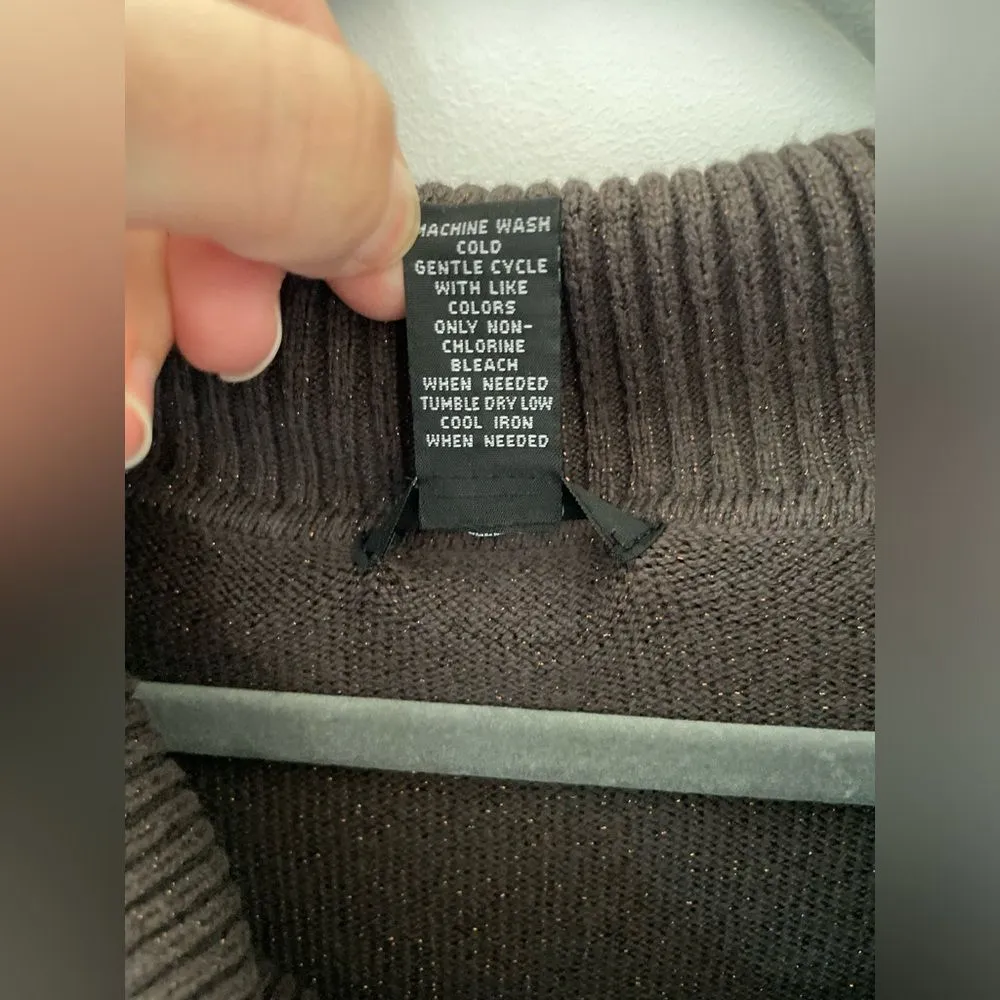 MACHINE WASH
COLD
GENTLE CYCLE
WITH LIKE
COLORS
ONLY NON-
CHLORINE
BLEACH
WHEN NEEDED
TUMBLE DRY LOW
COOL IRON
WHEN NEEDED